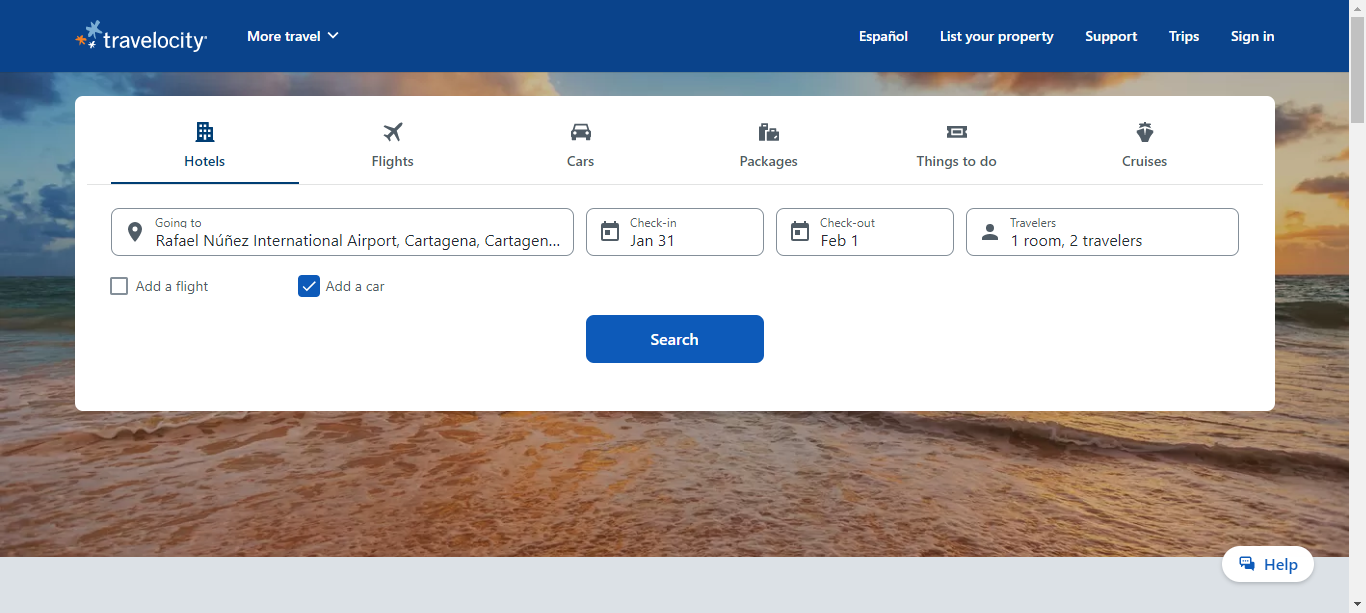 travelocity
More travel
Español
List your property
Support
Trips
Sign in
Hotels
Flights
Cars
Packages
Things to do
Cruises
Going to
Rafael Núñez International Airport, Cartagena, Cartagen...
Check-in
Jan 31
Check-out
Feb 1
Travelers
1 room, 2 travelers
Add a flight
Add a car
Search
Help